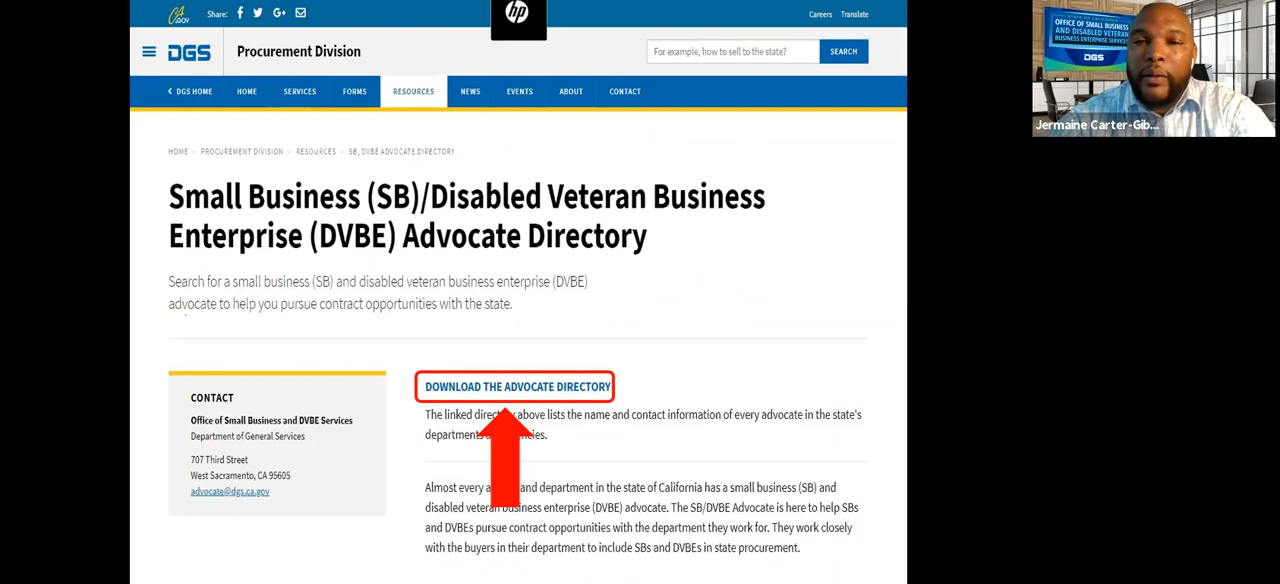 CA
.GOV
Share:
hp
Careers
Translate
DGS
Procurement Division
For example, how to sell to the state?
SEARCH
DGS HOME
HOME
SERVICES
FORMS
RESOURCES
NEWS
EVENTS
ABOUT
CONTACT
HOME
PROCUREMENT DIVISION
RESOURCES
SB, DVBE ADVOCATE DIRECTORY
Small Business (SB)/Disabled Veteran Business
Enterprise (DVBE) Advocate Directory
Search for a small business (SB) and disabled veteran business enterprise (DVBE)
advocate to help you pursue contract opportunities with the state.
CONTACT
Office of Small Business and DVBE Services
Department of General Services
707 Third Street
West Sacramento, CA 95605
advocate@dgs.ca.gov
DOWNLOAD THE ADVOCATE DIRECTORY
The linked above lists the name and contact information of every advocate in the state's
departments
Almost every and department in the state of California has a small business (SB) and
disabled business enterprise (DVBE) advocate. The SB/DVBE Advocate is here to help SBs
and DVBEs pursue contract opportunities with the department they work for. They work closely
with the buyers in their department to include SBs and DVBEs in state procurement.
STATE OF CALIFORNIA
OFFICE OF SMALL BUSINESS
AND DISABLED VETERAN
BUSINESS ENTERPRISE SERVICES
DGS
Jermaine Carter-Gib...